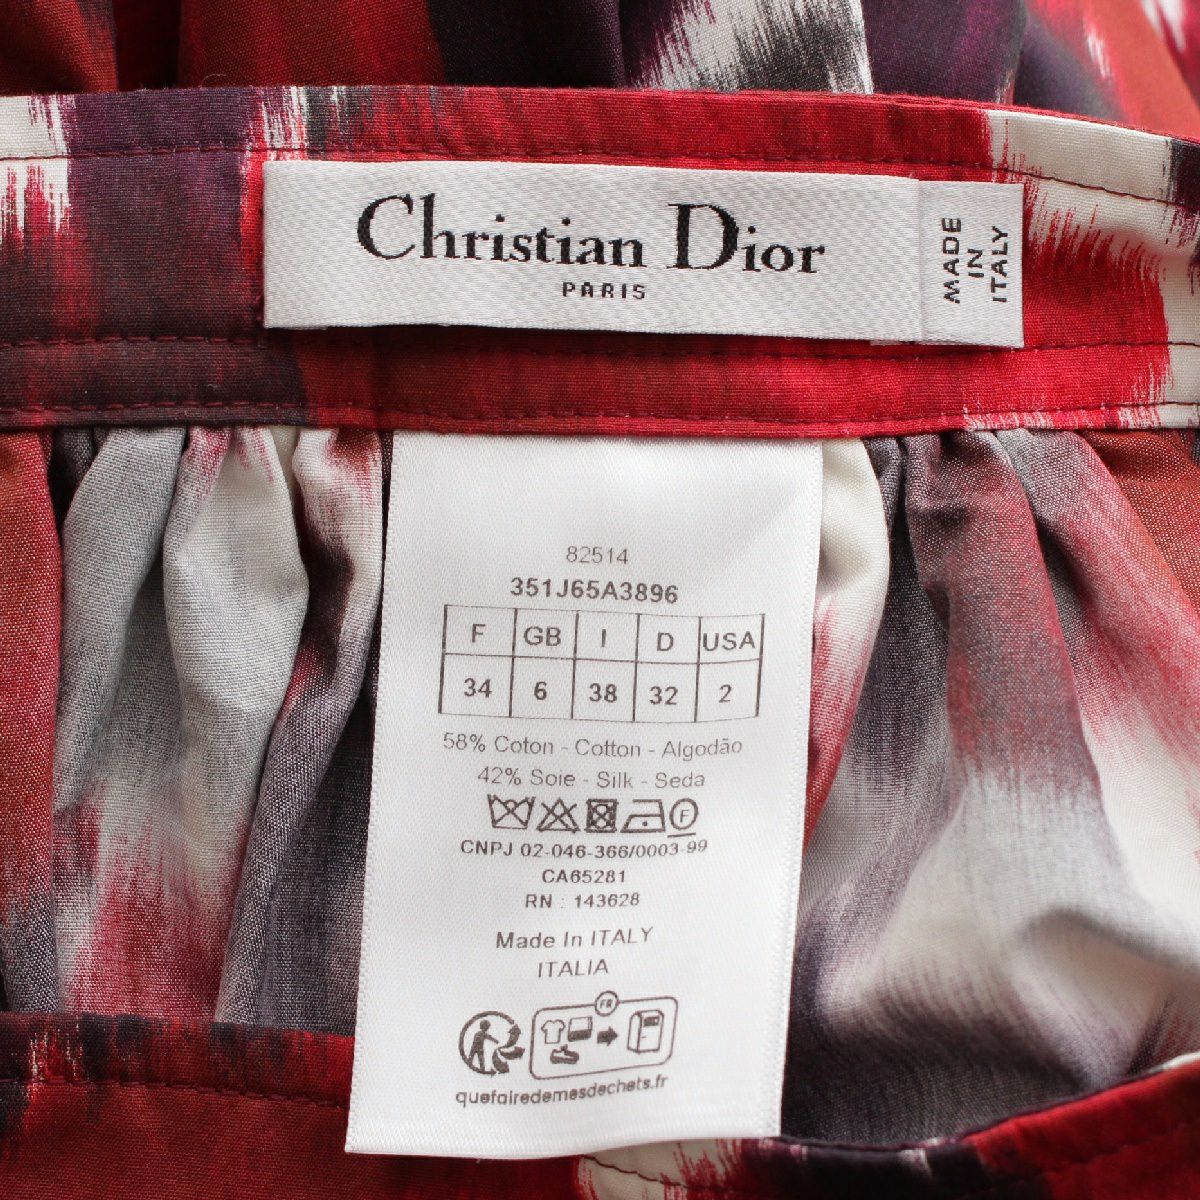 Christian Dior
PARIS
MADE
IN
ITALY
82514
351J65A3896
F GB I D USA
34 6 38 32 2
58% Coton - Cotton - Algodão
42% Soie - Silk - Seda
F
CNPJ 02-046-366/0003-99
CA65281
RN : 143628
Made In ITALY
ITALIA
FR
quefairedemesdechets.fr